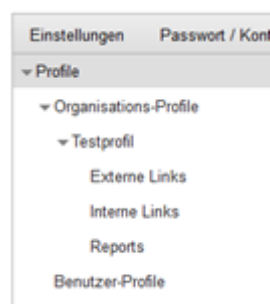 Einstellungen Passwort / Kont
Profile
Organisations-Profile
Testprofil
Externe Links
Interne Links
Reports
Benutzer-Profile